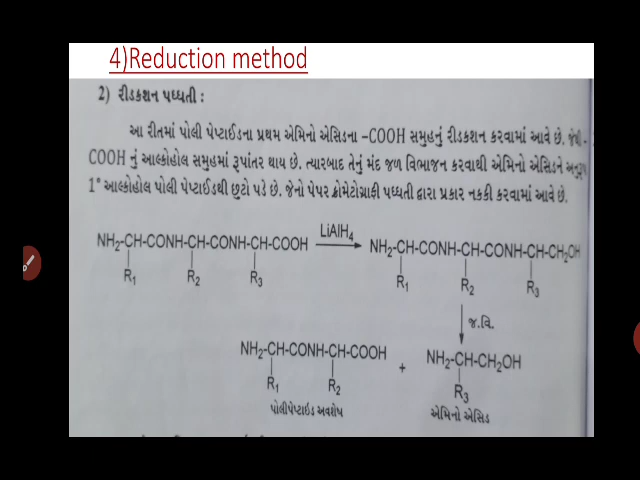 4)Reduction method
2) રીડકશન પધ્ધતી :
આ રીતમાં પોલી પેપ્ટાઈડના પ્રથમ એમિનો એસિડના –COOH સમુહનું રીડકશન કરવામાં આવે છે. જેથી -
COOH નું આલ્કોહોલ સમુહમાં રૂપાંતર થાય છે. ત્યારબાદ તેનું મંદ જળ વિભાજન કરવાથી એમિનો એસિડને અનુરૂપ
1° આલ્કોહોલ પોલી પેપ્ટાઈડથી છુટો પડે છે. જેનો પેપર ક્રોમેટોગ્રાફી પધ્ધતી દ્વારા પ્રકાર નકકી કરવામાં આવે છે.
NH₂-CH-CONH-CH-CONH-CH-COOH LiAlH₄ NH₂-CH-CONH-CH-CONH-CH-CH₂OH
R₁ R₂ R₃ R₁ R₂ R₃
જ.વિ.
NH₂-CH-CONH-CH-COOH + NH₂-CH-CH₂OH
R₁ R₂ R₃
પોલીપેપ્ટાઇડ અવશેષ એમિનો એસિડ